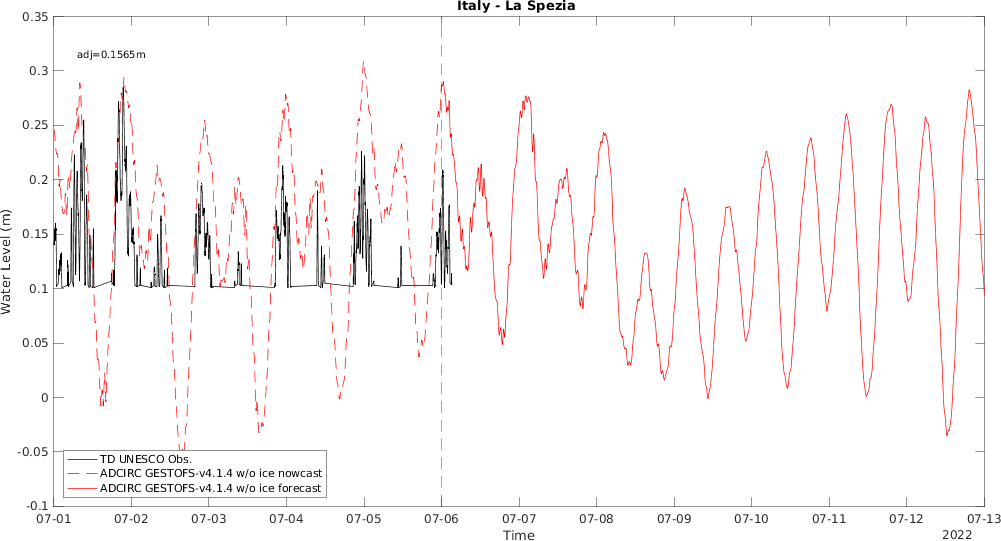 Italy - La Spezia
0.35
adj=0.1565m
0.3
0.25
0.2
0.15
0.1
0.05
0
-0.05
-0.1
Water Level (m)
TD UNESCO Obs.
ADCIRC GESTOFS-v4.1.4 w/o ice nowcast
ADCIRC GESTOFS-v4.1.4 w/o ice forecast
07-01 07-02 07-03 07-04 07-05 07-06 07-07 07-08 07-09 07-10 07-11 07-12 07-13
Time
2022